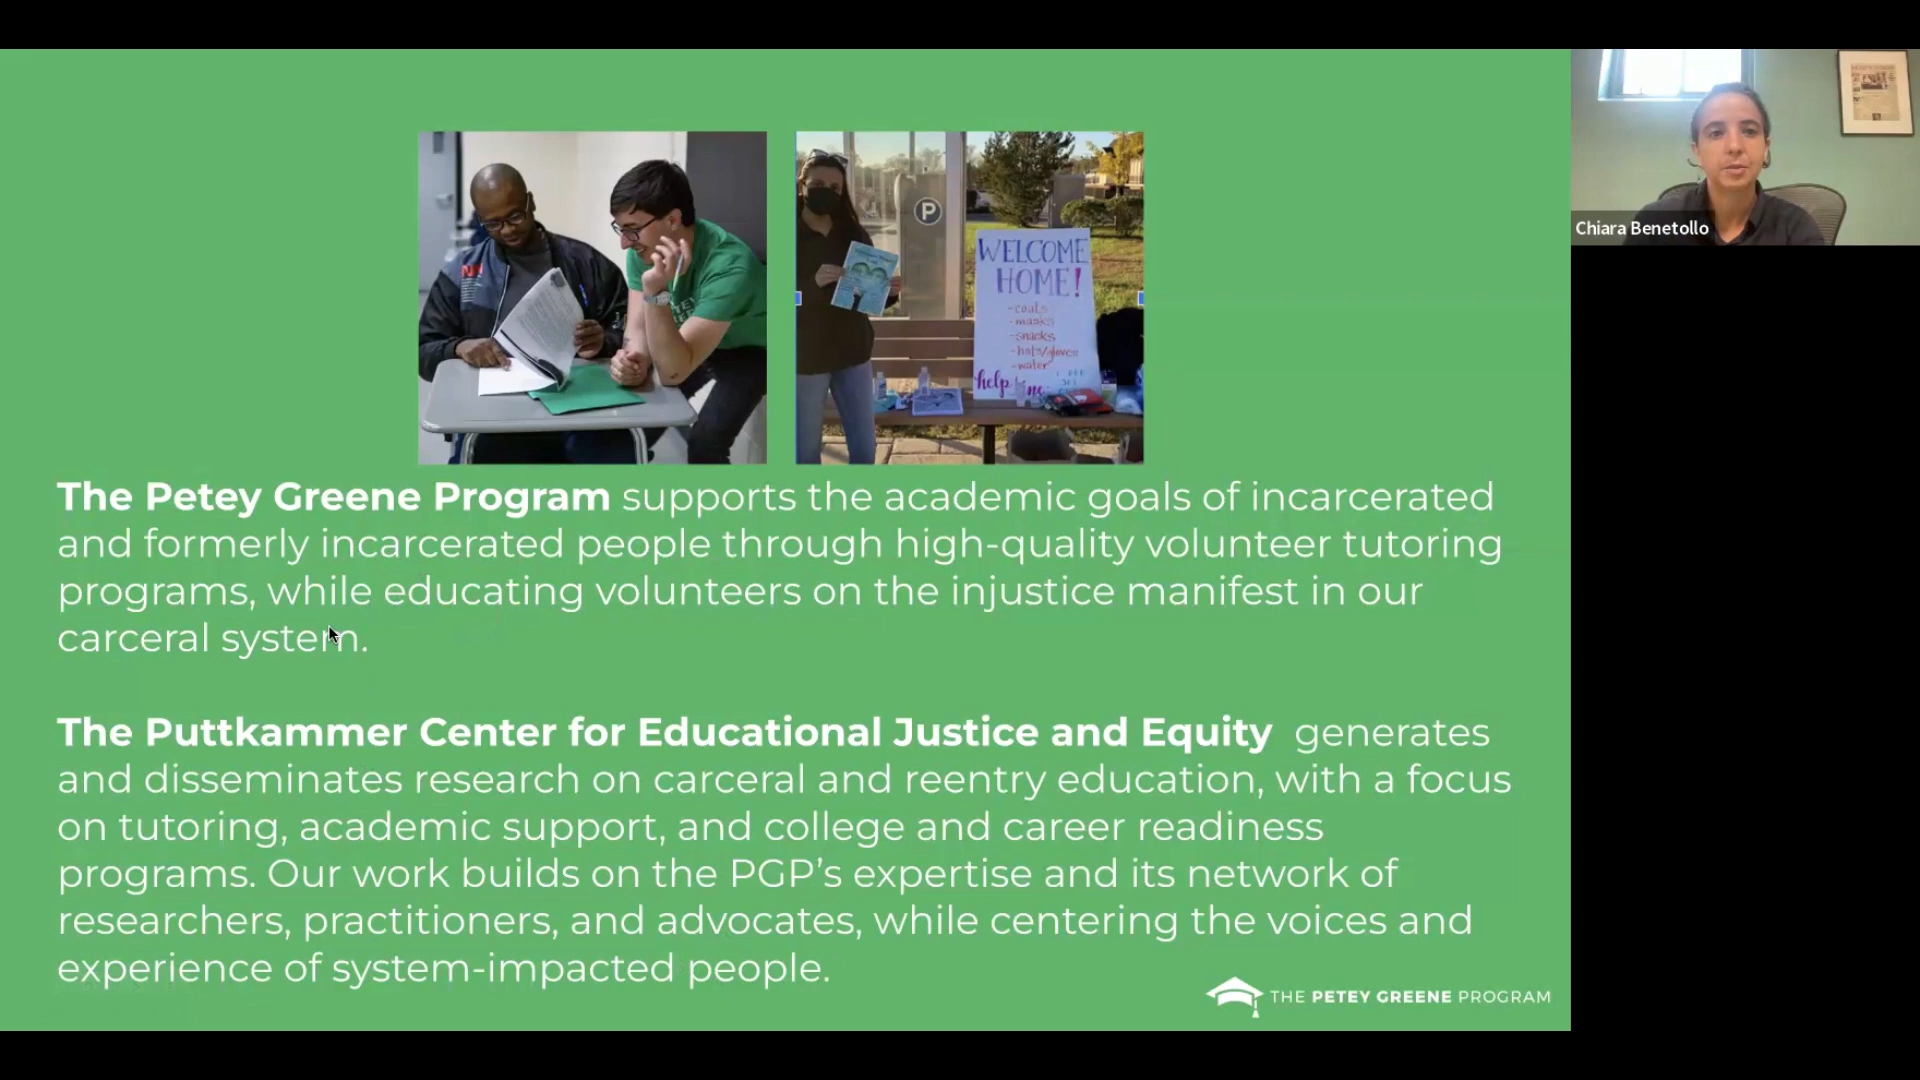 Chiara Benetollo
P
WELCOME
HOME!
-coats
-masks
-snacks
-hats/gloves
-water
help
The Petey Greene Program supports the academic goals of incarcerated
and formerly incarcerated people through high-quality volunteer tutoring
programs, while educating volunteers on the injustice manifest in our
carceral system.
The Puttkammer Center for Educational Justice and Equity generates
and disseminates research on carceral and reentry education, with a focus
on tutoring, academic support, and college and career readiness
programs. Our work builds on the PGP’s expertise and its network of
researchers, practitioners, and advocates, while centering the voices and
experience of system-impacted people.
THE PETEY GREENE PROGRAM